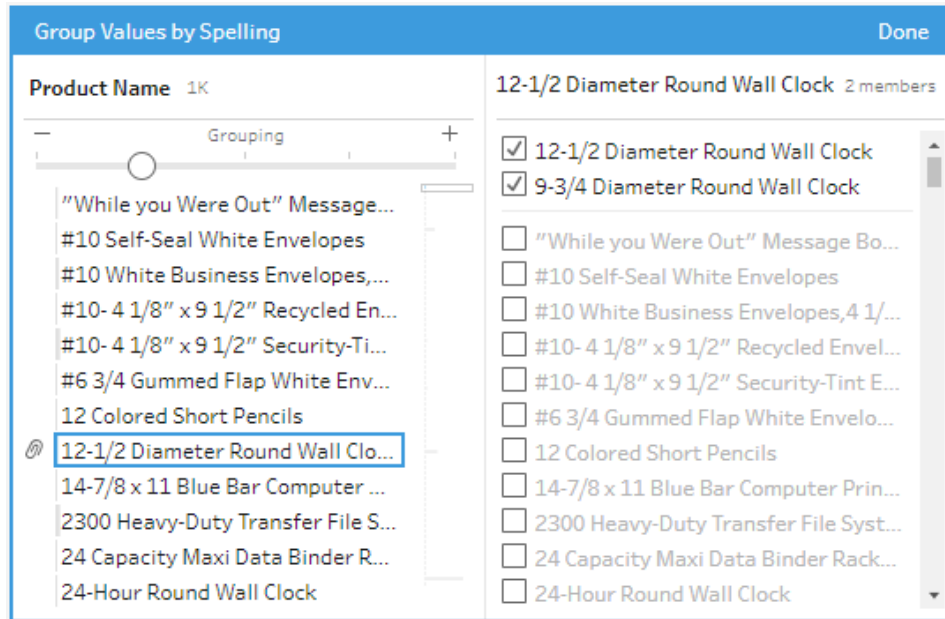 Group Values by Spelling Done
Product Name 1K
− Grouping +
”While you Were Out” Message...
#10 Self-Seal White Envelopes
#10 White Business Envelopes,...
#10- 4 1/8” x 9 1/2” Recycled En...
#10- 4 1/8” x 9 1/2” Security-Ti...
#6 3/4 Gummed Flap White Env...
12 Colored Short Pencils
12-1/2 Diameter Round Wall Clo...
14-7/8 x 11 Blue Bar Computer ...
2300 Heavy-Duty Transfer File S...
24 Capacity Maxi Data Binder R...
24-Hour Round Wall Clock
12-1/2 Diameter Round Wall Clock 2 members
12-1/2 Diameter Round Wall Clock
9-3/4 Diameter Round Wall Clock
”While you Were Out” Message Bo...
#10 Self-Seal White Envelopes
#10 White Business Envelopes,4 1/...
#10- 4 1/8” x 9 1/2” Recycled Envel...
#10- 4 1/8” x 9 1/2” Security-Tint E...
#6 3/4 Gummed Flap White Envelo...
12 Colored Short Pencils
14-7/8 x 11 Blue Bar Computer Prin...
2300 Heavy-Duty Transfer File Syst...
24 Capacity Maxi Data Binder Rack...
24-Hour Round Wall Clock